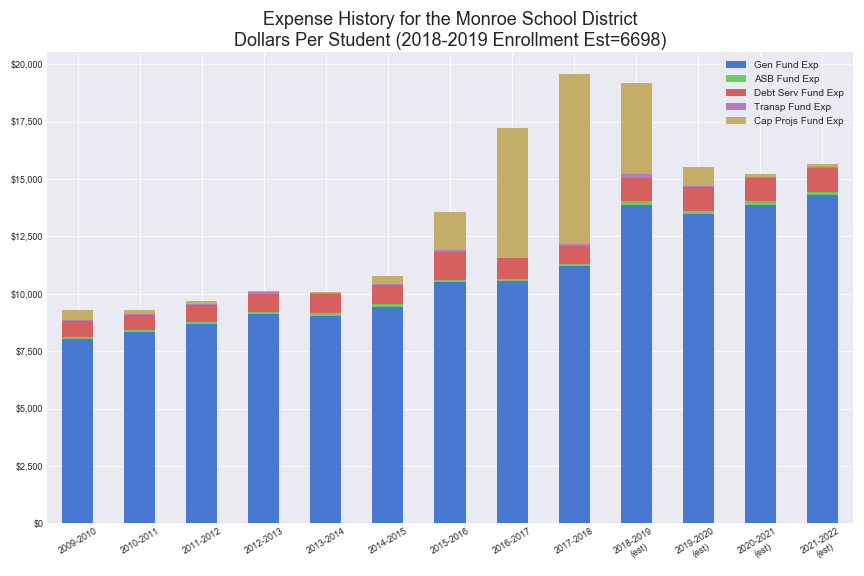 Expense History for the Monroe School District
Dollars Per Student (2018-2019 Enrollment Est=6698)
$20,000
$17,500
$15,000
$12,500
$10,000
$7,500
$5,000
$2,500
$0
Gen Fund Exp
ASB Fund Exp
Debt Serv Fund Exp
Transp Fund Exp
Cap Projs Fund Exp
2009-2010
2010-2011
2011-2012
2012-2013
2013-2014
2014-2015
2015-2016
2016-2017
2017-2018
2018-2019
(est)
2019-2020
(est)
2020-2021
(est)
2021-2022
(est)